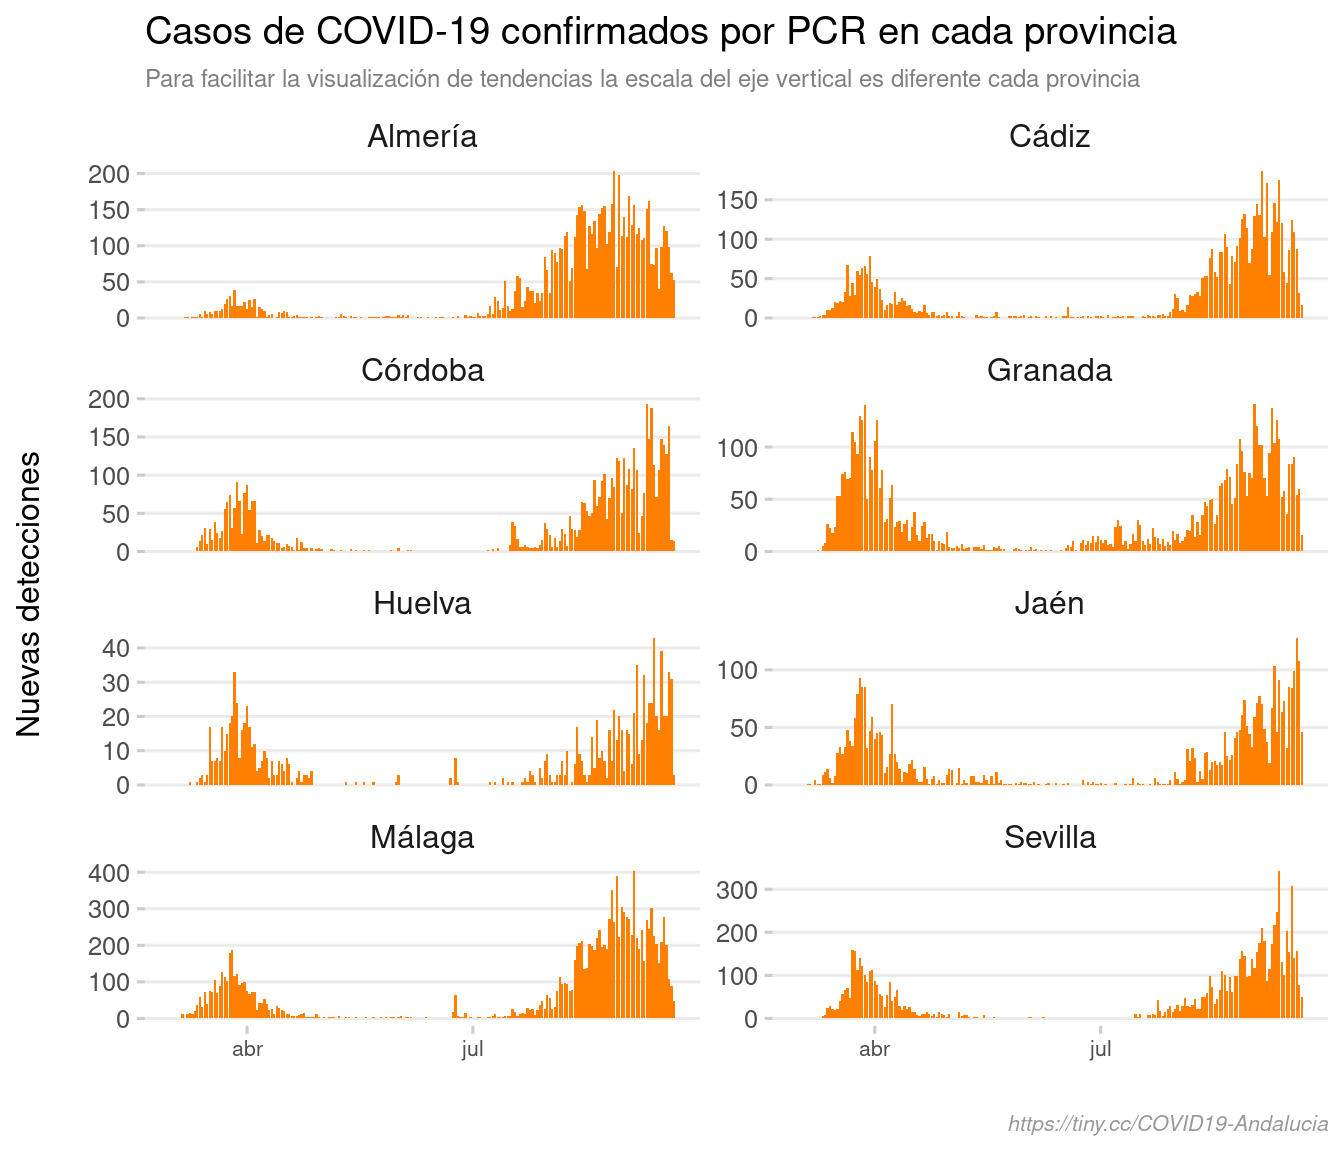 Casos de COVID-19 confirmados por PCR en cada provincia
Para facilitar la visualización de tendencias la escala del eje vertical es diferente cada provincia
Nuevas detecciones
Almería
200
150
100
50
0
Cádiz
150
100
50
0
Córdoba
200
150
100
50
0
Granada
100
50
0
Huelva
40
30
20
10
0
Jaén
100
50
0
Málaga
400
300
200
100
0
abr jul
Sevilla
300
200
100
0
abr jul
https://tiny.cc/COVID19-Andalucia